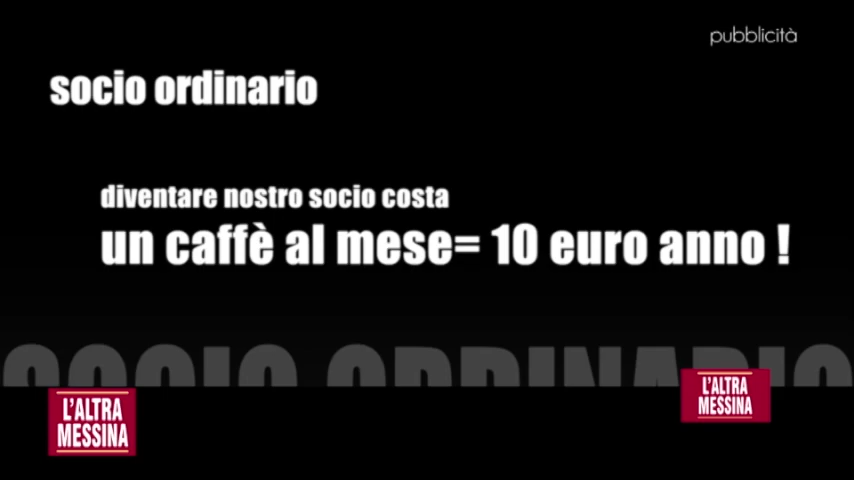 pubblicità
socio ordinario
diventare nostro socio costa
un caffè al mese= 10 euro anno !
SOCIO ORDINARIO
L'ALTRA
MESSINA
L'ALTRA
MESSINA